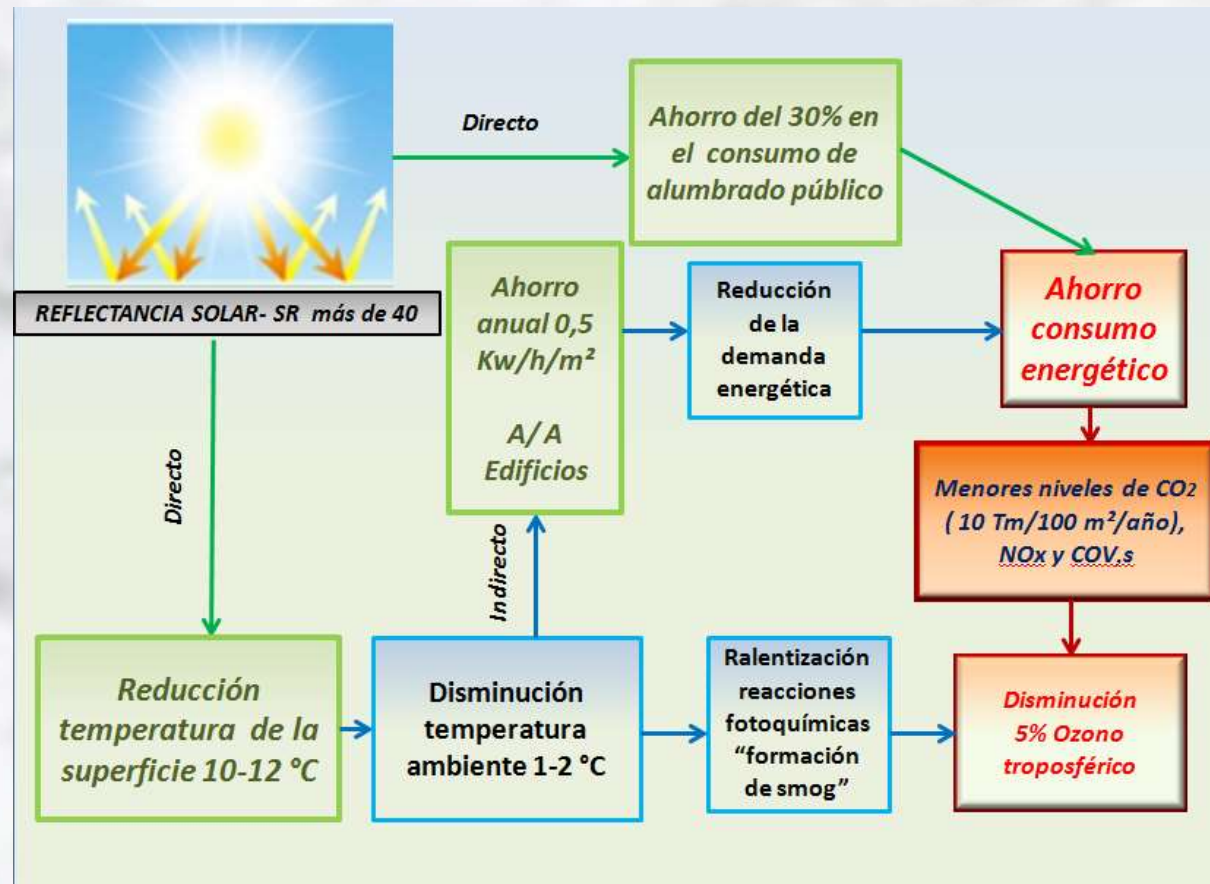 Directo
Ahorro del 30% en
el consumo de
alumbrado público
REFLECTANCIA SOLAR- SR más de 40
Ahorro
anual 0,5
Kw/h/m²
A/ A
Edificios
Reducción
de la
demanda
energética
Ahorro
consumo
energético
Directo
Indirecto
Menores niveles de CO2
( 10 Tm/100 m²/año),
NOx y COV,s
Reducción
temperatura de la
superficie 10-12 °C
Disminución
temperatura
ambiente 1-2 °C
Ralentización
reacciones
fotoquímicas
“formación
de smog”
Disminución
5% Ozono
troposférico